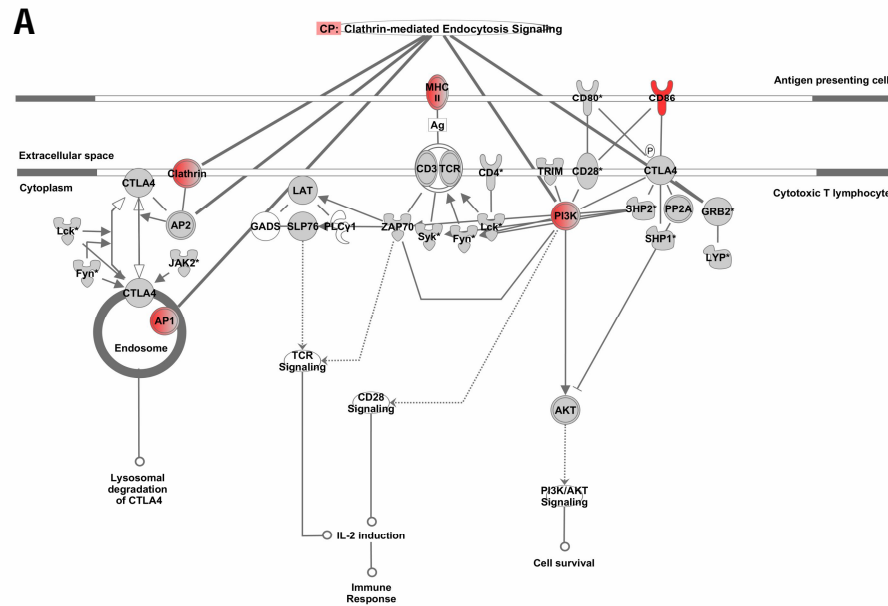 A
CP: Clathrin-mediated Endocytosis Signaling
MHC
II
CD80*
CD86
Antigen presenting cell
Ag
P
Extracellular space
Cytoplasm
Cytotoxic T lymphocyte
CTLA4
Clathrin
CD3
TCR
CD4*
TRIM
CD28*
CTLA4
LAT
AP2
GADS
SLP76
PLCγ1
ZAP70
Syk*
Fyn*
Lck*
PI3K
SHP2*
PP2A
GRB2*
SHP1*
LYP*
Lck*
Fyn*
JAK2*
CTLA4
AP1
Endosome
TCR
Signaling
CD28
Signaling
AKT
Lysosomal
degradation
of CTLA4
PI3K/AKT
Signaling
IL-2 induction
Cell survival
Immune
Response